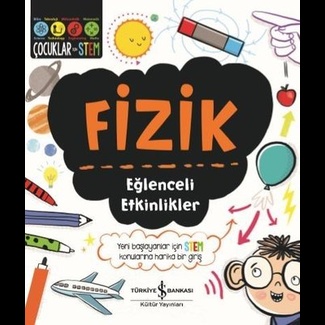 ÇOCUKLAR için STEM
FİZİK
Eğlenceli
Etkinlikler
Yeni başlayanlar için STEM
konularına harika bir giriş
TÜRKİYE BANKASI
Kültür Yayınları